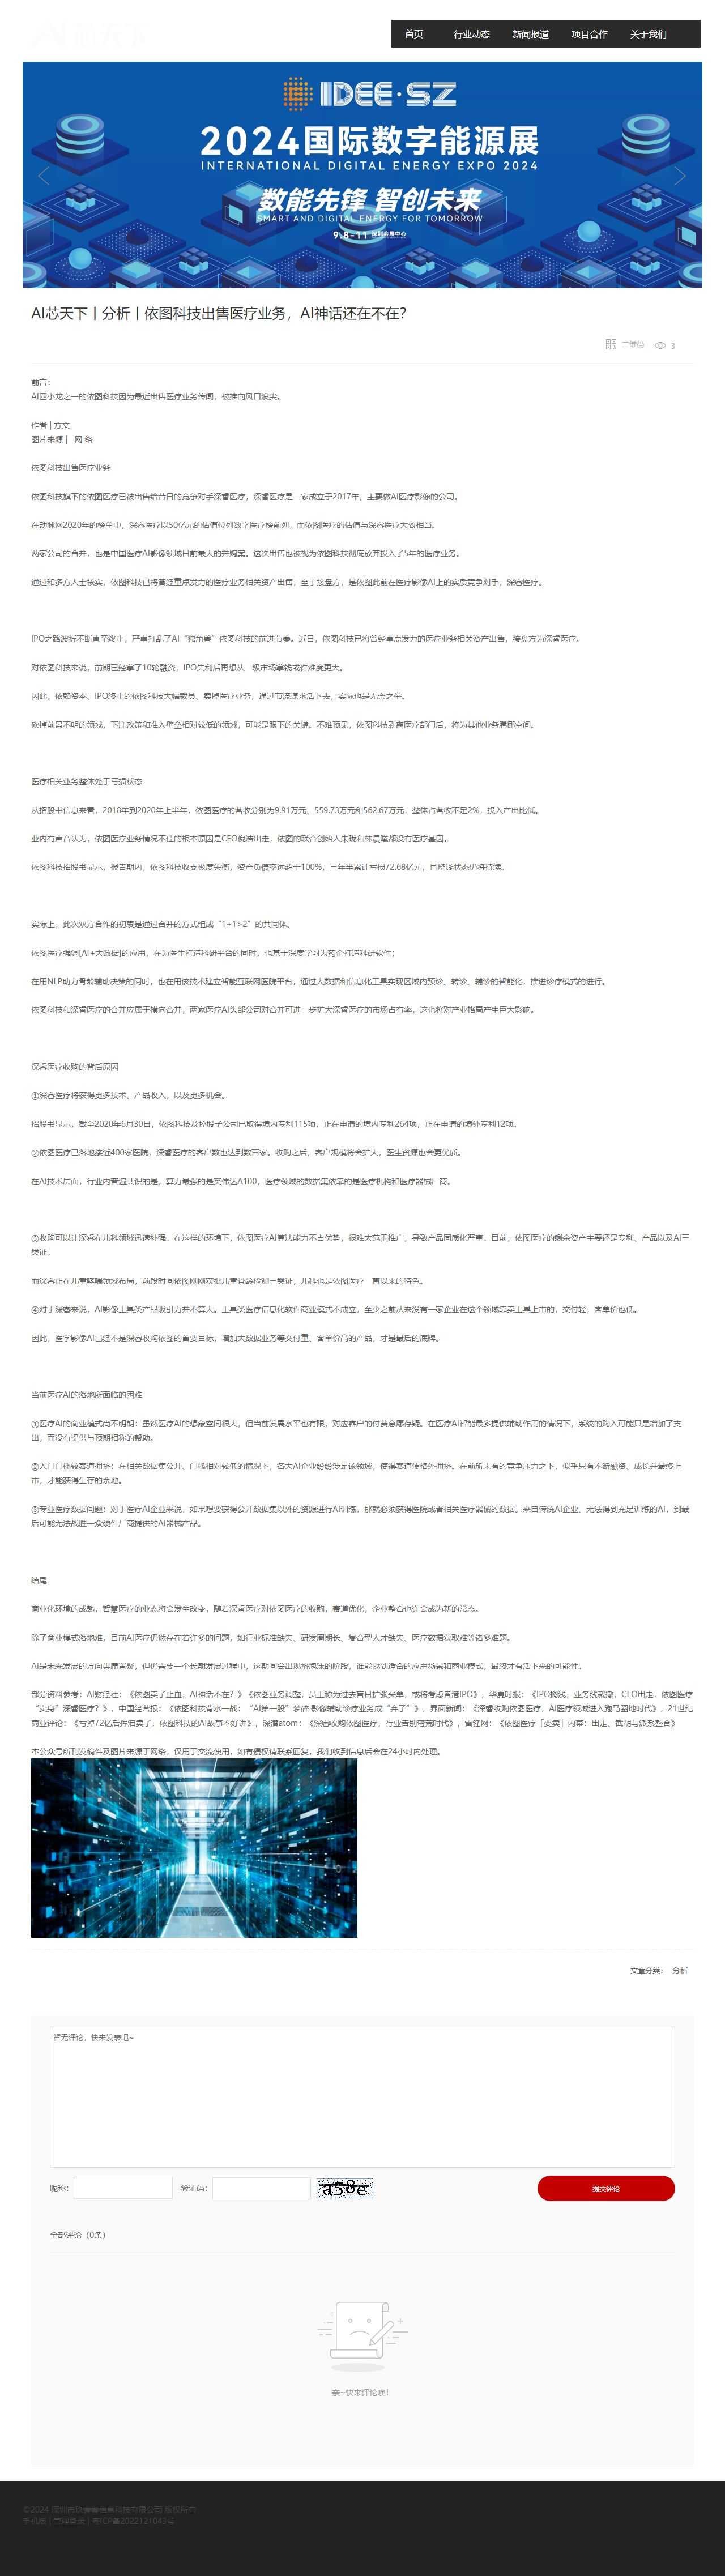 首页 行业动态 新闻报道 项目合作 关于我们
IDEE·SZ
2024国际数字能源展
INTERNATIONAL DIGITAL ENERGY EXPO 2024
数能先锋 智创未来
SMART AND DIGITAL ENERGY FOR TOMORROW
9.8-11 深圳会展中心
AI芯天下丨分析丨依图科技出售医疗业务，AI神话还在不在？
二维码 3
前言：
AI四小龙之一的依图科技因为最近出售医疗业务传闻，被推向风口浪尖。
作者 | 方文
图片来源 | 网 络
依图科技出售医疗业务
依图科技旗下的依图医疗已被出售给昔日的竞争对手深睿医疗，深睿医疗是一家成立于2017年，主要做AI医疗影像的公司。
在动脉网2020年的榜单中，深睿医疗以50亿元的估值位列数字医疗榜前列，而依图医疗的估值与深睿医疗大致相当。
两家公司的合并，也是中国医疗AI影像领域目前最大的并购案。这次出售也被视为依图科技彻底放弃投入了5年的医疗业务。
通过和多方人士核实，依图科技已将曾经重点发力的医疗业务相关资产出售，至于接盘方，是依图此前在医疗影像AI上的实质竞争对手，深睿医疗。
IPO之路波折不断直至终止，严重打乱了AI“独角兽”依图科技的前进节奏。近日，依图科技已将曾经重点发力的医疗业务相关资产出售，接盘方为深睿医疗。
对依图科技来说，前期已经拿了10轮融资，IPO失利后再想从一级市场拿钱或许难度更大。
因此，依赖资本、IPO终止的依图科技大幅裁员、卖掉医疗业务，通过节流谋求活下去，实际也是无奈之举。
砍掉前景不明的领域，下注政策和准入壁垒相对较低的领域，可能是眼下的关键。不难预见，依图科技剥离医疗部门后，将为其他业务腾挪空间。
医疗相关业务整体处于亏损状态
从招股书信息来看，2018年到2020年上半年，依图医疗的营收分别为9.91万元、559.73万元和562.67万元，整体占营收不足2%，投入产出比低。
业内有声音认为，依图医疗业务情况不佳的根本原因是CEO倪浩出走，依图的联合创始人朱珑和林晨曦都没有医疗基因。
依图科技招股书显示，报告期内，依图科技收支极度失衡，资产负债率远超于100%，三年半累计亏损72.68亿元，且烧钱状态仍将持续。
实际上，此次双方合作的初衷是通过合并的方式组成“1+1>2”的共同体。
依图医疗强调[AI+大数据]的应用，在为医生打造科研平台的同时，也基于深度学习为药企打造科研软件；
在用NLP助力骨龄辅助决策的同时，也在用该技术建立智能互联网医院平台，通过大数据和信息化工具实现区域内预诊、转诊、辅诊的智能化，推进诊疗模式的进行。
依图科技和深睿医疗的合并应属于横向合并，两家医疗AI头部公司对合并可进一步扩大深睿医疗的市场占有率，这也将对产业格局产生巨大影响。
深睿医疗收购的背后原因
①深睿医疗将获得更多技术、产品收入，以及更多机会。
招股书显示，截至2020年6月30日，依图科技及控股子公司已取得境内专利115项，正在申请的境内专利264项，正在申请的境外专利12项。
②依图医疗已落地接近400家医院，深睿医疗的客户数也达到数百家。收购之后，客户规模将会扩大，医生资源也会更优质。
在AI技术层面，行业内普遍共识的是，算力最强的是英伟达A100，医疗领域的数据集依靠的是医疗机构和医疗器械厂商。
③收购可以让深睿在儿科领域迅速补强。在这样的环境下，依图医疗AI算法能力不占优势，很难大范围推广，导致产品同质化严重。目前，依图医疗的剩余资产主要还是专利、产品以及AI三
类证。
而深睿正在儿童哮喘领域布局，前段时间依图刚刚获批儿童骨龄检测三类证，儿科也是依图医疗一直以来的特色。
④对于深睿来说，AI影像工具类产品吸引力并不算大。工具类医疗信息化软件商业模式不成立，至少之前从来没有一家企业在这个领域靠卖工具上市的，交付轻，客单价也低。
因此，医学影像AI已经不是深睿收购依图的首要目标，增加大数据业务等交付重、客单价高的产品，才是最后的底牌。
当前医疗AI的落地所面临的困难
①医疗AI的商业模式尚不明朗：虽然医疗AI的想象空间很大，但当前发展水平也有限，对应客户的付费意愿存疑。在医疗AI智能最多提供辅助作用的情况下，系统的购入可能只是增加了支
出，而没有提供与预期相称的帮助。
②入门门槛较赛道拥挤：在相关数据集公开、门槛相对较低的情况下，各大AI企业纷纷涉足该领域，使得赛道便格外拥挤。在前所未有的竞争压力之下，似乎只有不断融资、成长并最终上
市，才能获得生存的余地。
③专业医疗数据问题：对于医疗AI企业来说，如果想要获得公开数据集以外的资源进行AI训练，那就必须获得医院或者相关医疗器械的数据。来自传统AI企业、无法得到充足训练的AI，到最
后可能无法战胜一众硬件厂商提供的AI器械产品。
结尾
商业化环境的成熟，智慧医疗的业态将会发生改变，随着深睿医疗对依图医疗的收购，赛道优化，企业整合也许会成为新的常态。
除了商业模式落地难，目前AI医疗仍然存在着许多的问题，如行业标准缺失、研发周期长、复合型人才缺失、医疗数据获取难等诸多难题。
AI是未来发展的方向毋庸置疑，但仍需要一个长期发展过程中，这期间会出现挤泡沫的阶段，谁能找到适合的应用场景和商业模式，最终才有活下来的可能性。
部分资料参考：AI财经社：《依图卖子止血，AI神话不在？》《依图业务调整，员工称为过去盲目扩张买单，或将考虑香港IPO》，华夏时报：《IPO搁浅，业务线裁撤，CEO出走，依图医疗
“卖身”深睿医疗？》，中国经营报：《依图科技背水一战：“AI第一股”梦碎 影像辅助诊疗业务成“弃子”》，界面新闻：《深睿收购依图医疗，AI医疗领域进入跑马圈地时代》，21世纪
商业评论：《亏掉72亿后挥泪卖子，依图科技的AI故事不好讲》，深潜atom：《深睿收购依图医疗，行业告别蛮荒时代》，雷锋网：《依图医疗「变卖」内幕：出走、截胡与派系整合》
本公众号所刊发稿件及图片来源于网络，仅用于交流使用，如有侵权请联系回复，我们收到信息后会在24小时内处理。
文章分类： 分析
暂无评论，快来发表吧~
昵称： 验证码： a58e 提交评论
全部评论（0条）
亲~快来评论嘛！
©2024 深圳市欣富富信息科技有限公司 版权所有
手机版 | 管理登录 | 粤ICP备2022121043号